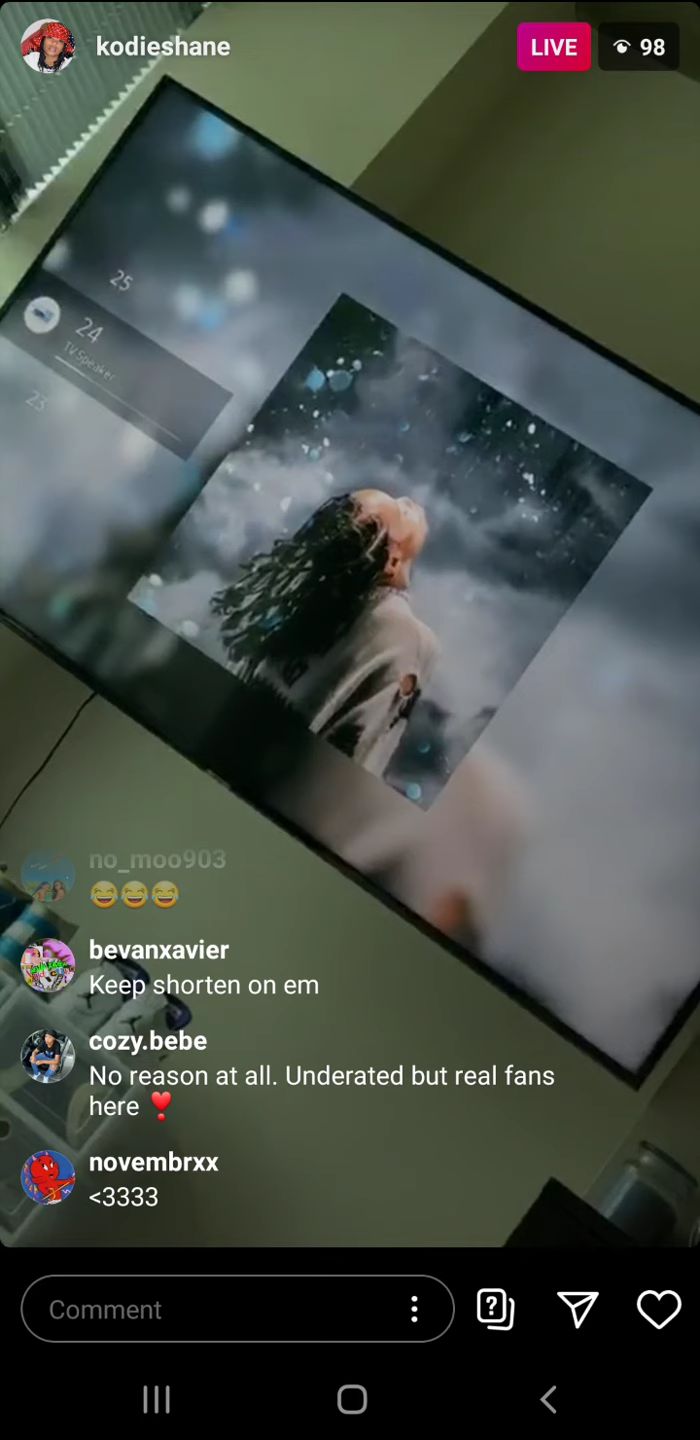 kodieshane
LIVE
98
25
24
TV Speaker
23
no_moo903
😂😂😂
bevanxavier
Keep shorten on em
cozy.bebe
No reason at all. Underated but real fans
here ❣️
novembrxx
<3333
Comment